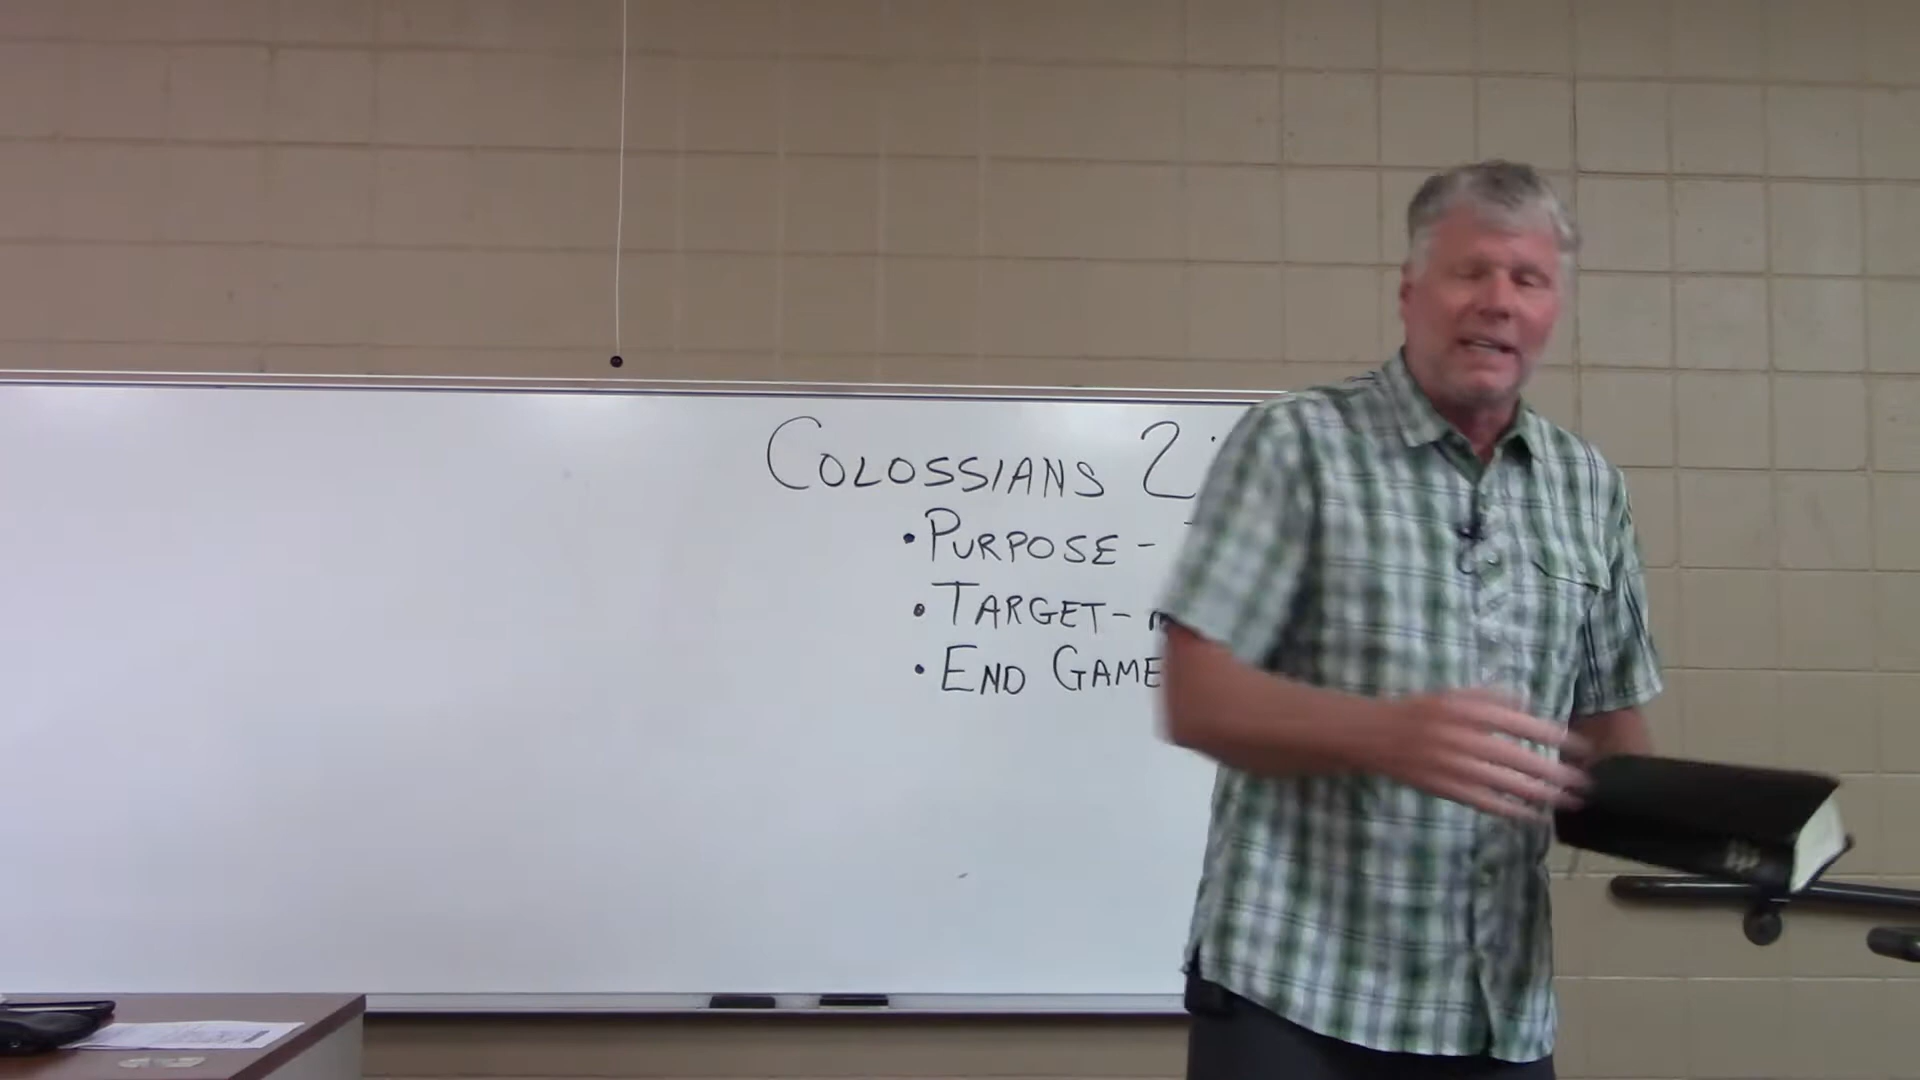 COLOSSIANS 2:
• PURPOSE -
• TARGET -
• END GAME